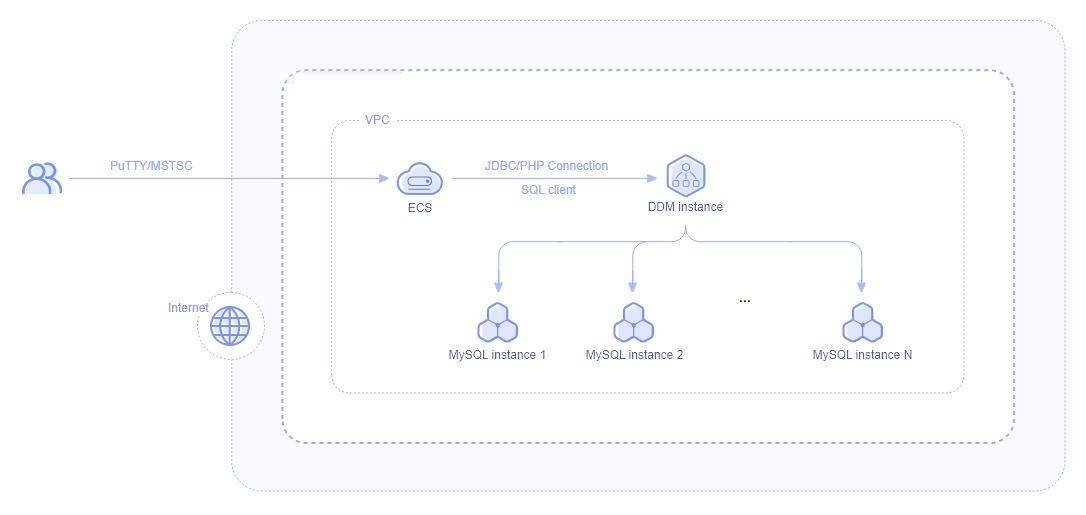 VPC
PuTTY/MSTSC
JDBC/PHP Connection
SQL client
ECS
DDM instance
Internet
...
MySQL instance 1
MySQL instance 2
MySQL instance N